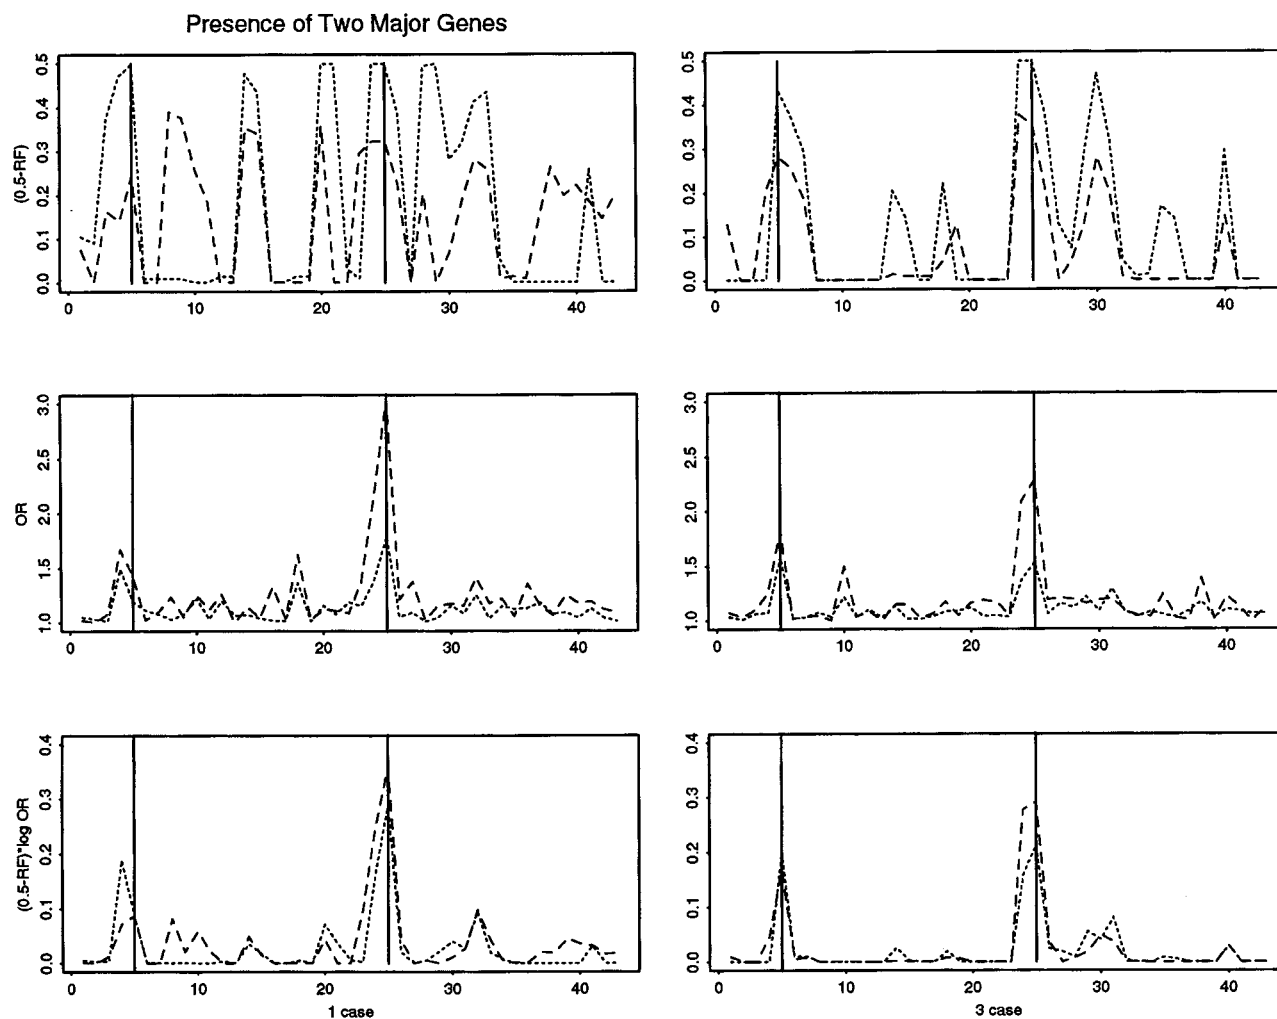 Presence of Two Major Genes
(0.5-RF)
0.0 0.1 0.2 0.3 0.4 0.5
0 10 20 30 40
0.0 0.1 0.2 0.3 0.4 0.5
0 10 20 30 40
OR
1.0 1.5 2.0 2.5 3.0
0 10 20 30 40
1.0 1.5 2.0 2.5 3.0
0 10 20 30 40
(0.5-RF)*log OR
0.0 0.1 0.2 0.3 0.4
0 10 20 30 40
1 case
0.0 0.1 0.2 0.3 0.4
0 10 20 30 40
3 case